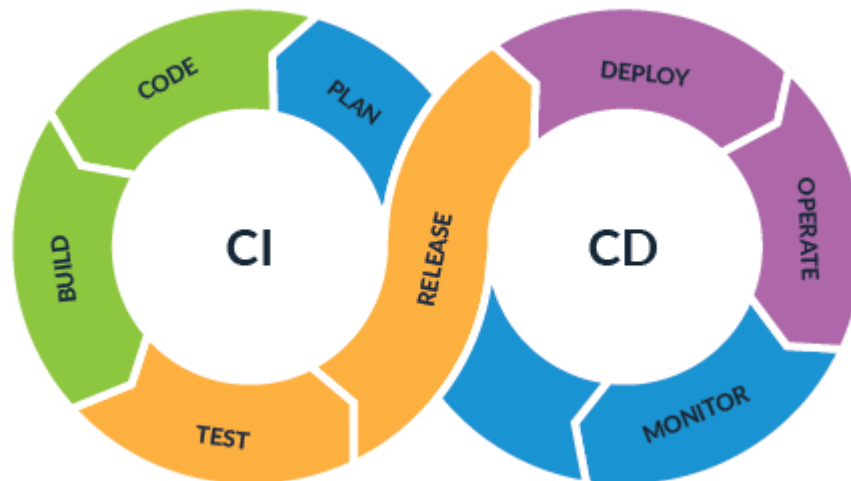 CODE
PLAN
DEPLOY
OPERATE
BUILD
CI
RELEASE
CD
TEST
MONITOR